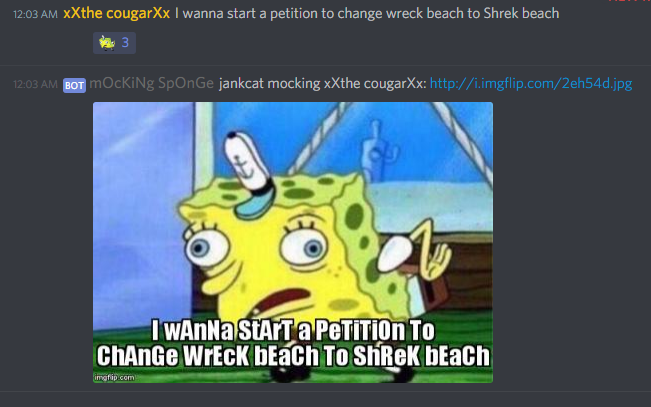 12:03 AM xXthe cougarXx I wanna start a petition to change wreck beach to Shrek beach
3
12:03 AM BOT mOcKiNg SpOnGe jankcat mocking xXthe cougarXx: http://i.imgflip.com/2eh54d.jpg
I wAnNa StArT a PeTiTiOn To
ChAnGe WrEcK bEaCh To ShReK bEaCh
imgflip.com